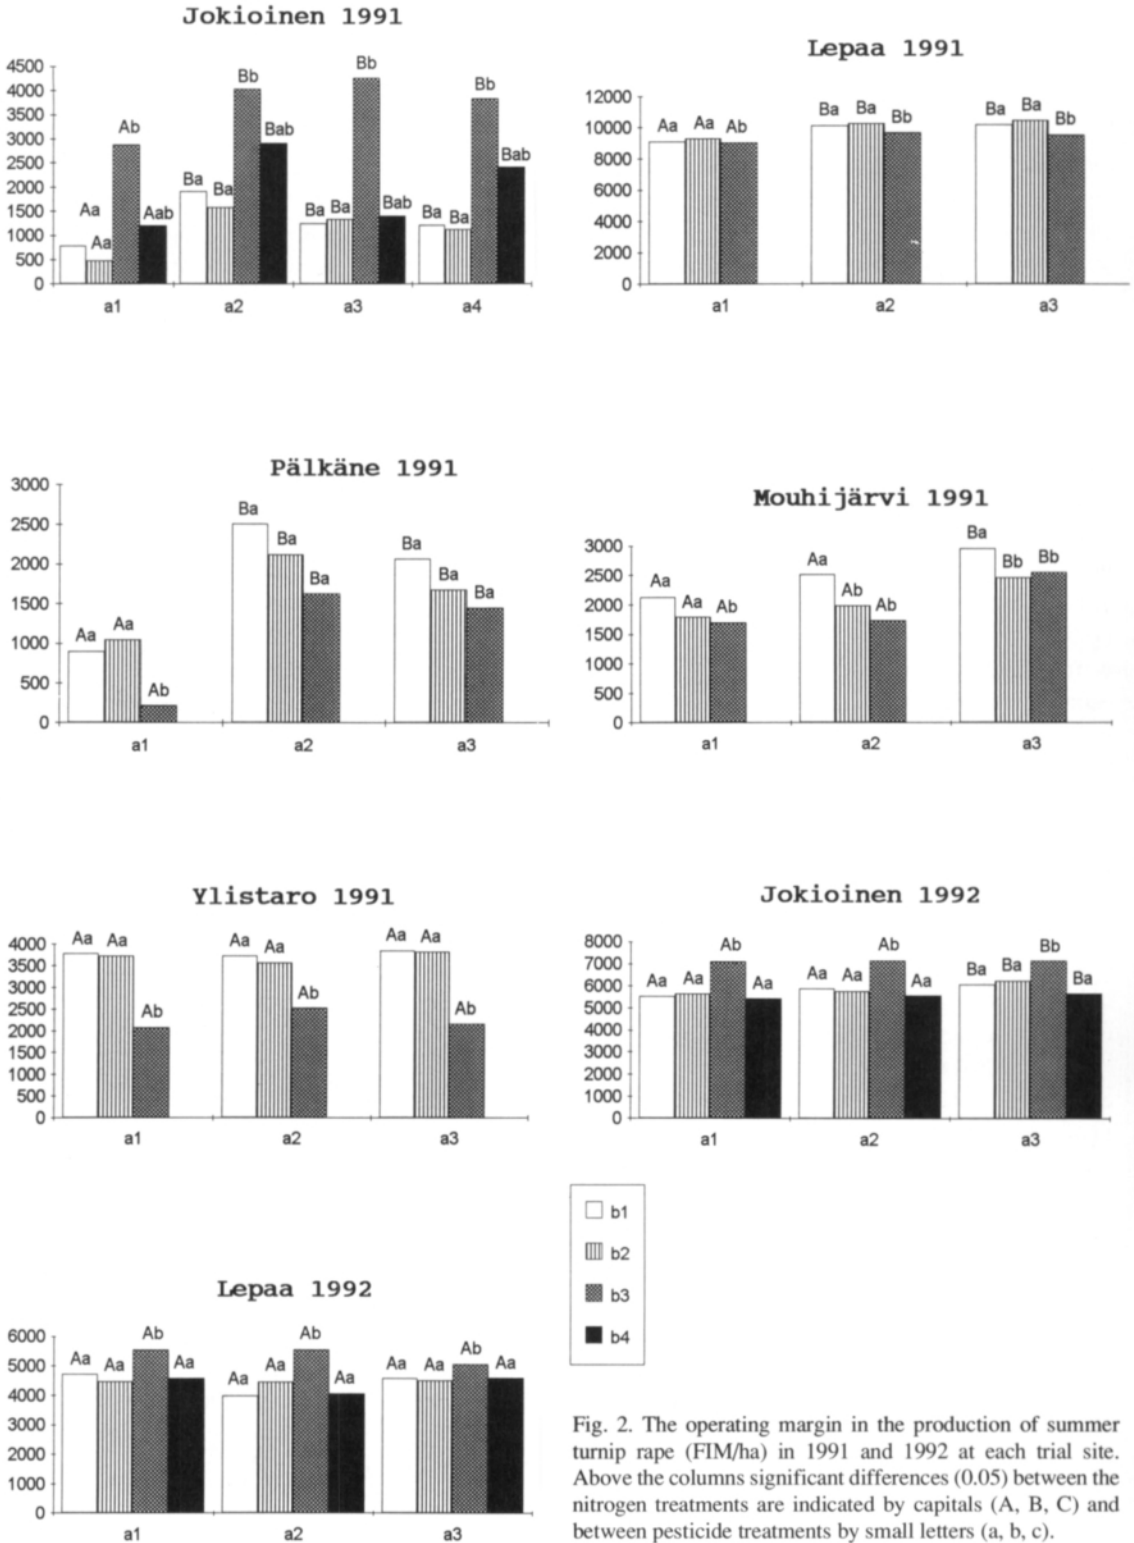 Jokioinen 1991
4500
4000
3500
3000
2500
2000
1500
1000
500
0
Aa Aa Ab Aab
Ba Ba Bb Bab
Ba Ba Bb Bab
Ba Ba Bb Bab
a1 a2 a3 a4
Lepaa 1991
12000
10000
8000
6000
4000
2000
0
Aa Aa Ab
Ba Ba Bb
Ba Ba Bb
a1 a2 a3
Pälkäne 1991
3000
2500
2000
1500
1000
500
0
Aa Aa Ab
Ba Ba Ba
Ba Ba Ba
a1 a2 a3
Mouhijärvi 1991
3000
2500
2000
1500
1000
500
0
Aa Aa Ab
Aa Ab Ab
Ba Bb Bb
a1 a2 a3
Ylistaro 1991
4000
3500
3000
2500
2000
1500
1000
500
0
Aa Aa Ab
Aa Aa Ab
Aa Aa Ab
a1 a2 a3
Jokioinen 1992
8000
7000
6000
5000
4000
3000
2000
1000
0
Aa Aa Ab Aa
Aa Aa Ab Aa
Ba Ba Bb Ba
a1 a2 a3
b1
b2
b3
b4
Lepaa 1992
6000
5000
4000
3000
2000
1000
0
Aa Aa Ab Aa
Aa Aa Ab Aa
Aa Aa Ab Aa
a1 a2 a3
Fig. 2. The operating margin in the production of summer
turnip rape (FIM/ha) in 1991 and 1992 at each trial site.
Above the columns significant differences (0.05) between the
nitrogen treatments are indicated by capitals (A, B, C) and
between pesticide treatments by small letters (a, b, c).